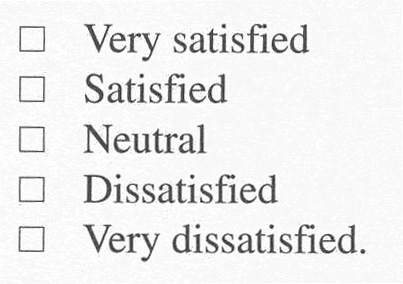 ☐ Very satisfied
☐ Satisfied
☐ Neutral
☐ Dissatisfied
☐ Very dissatisfied.